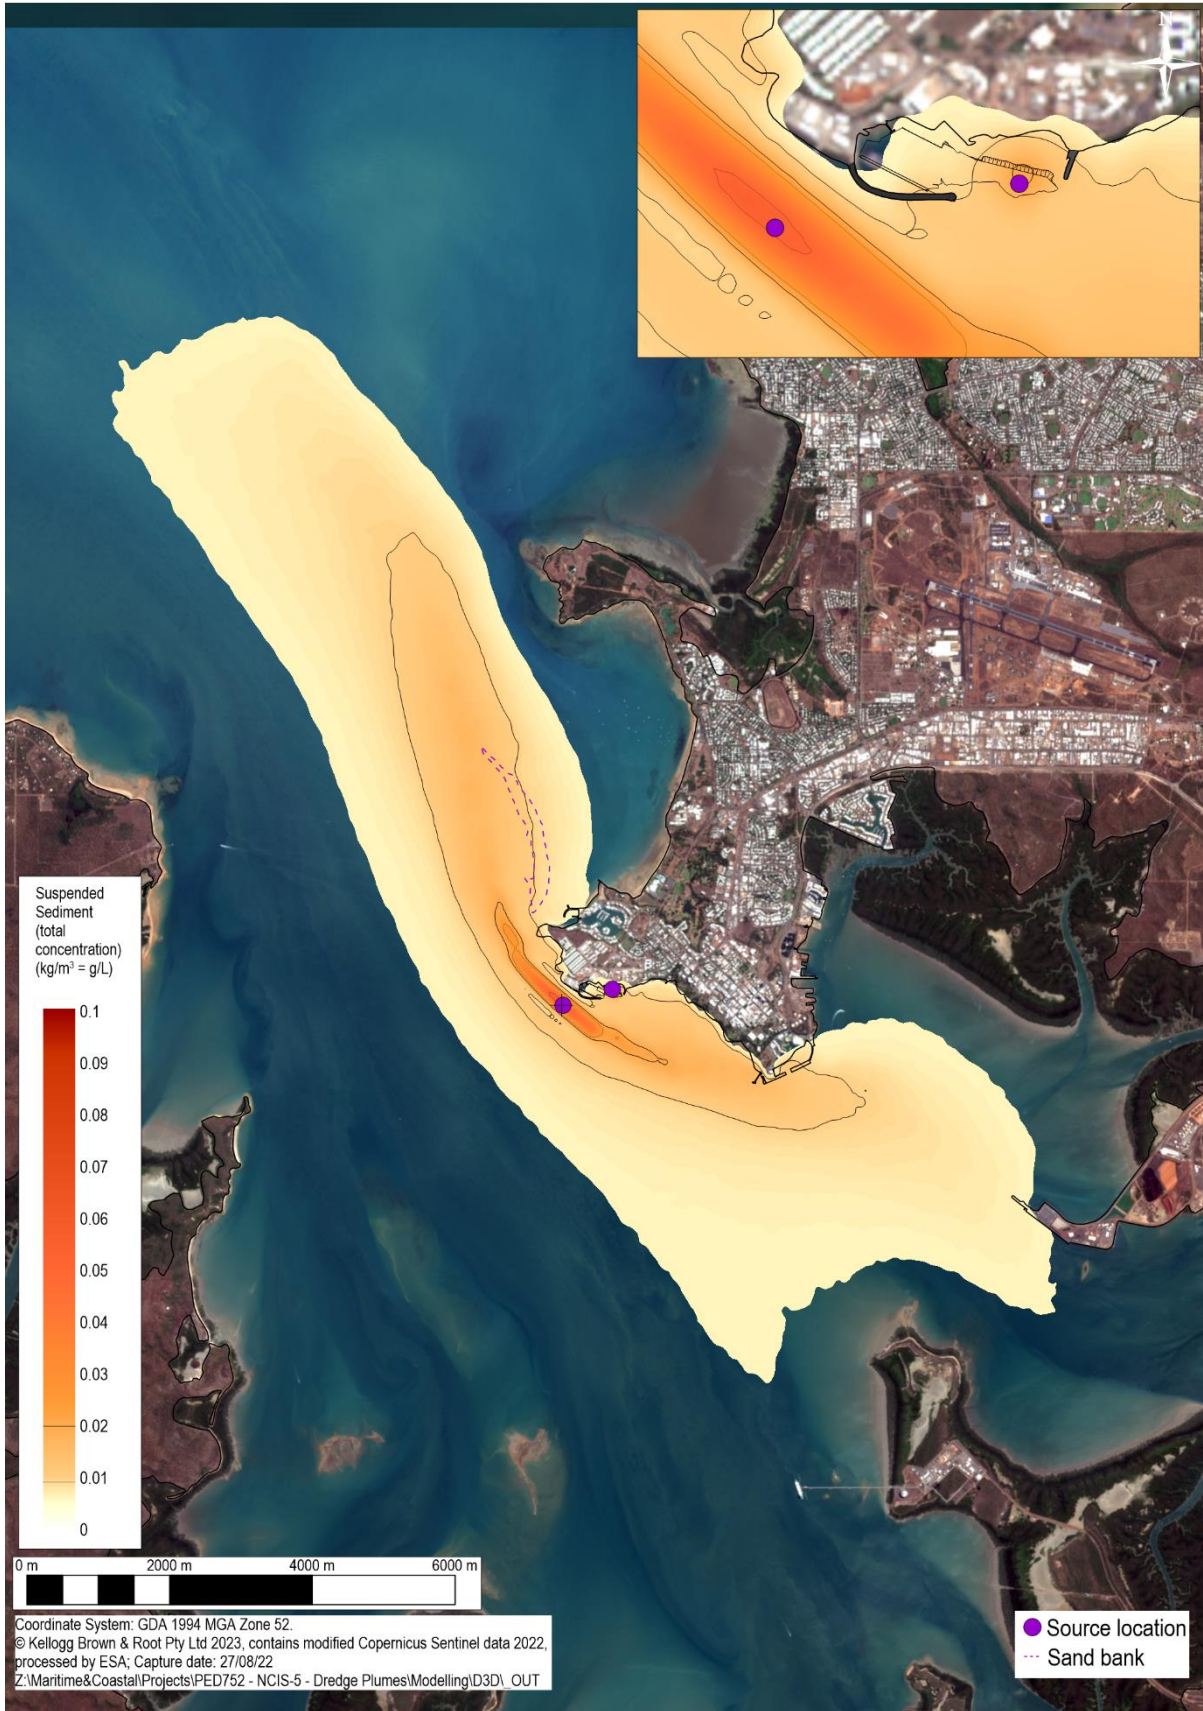 N
Suspended
Sediment
(total
concentration)
(kg/m³ = g/L)
0.1
0.09
0.08
0.07
0.06
0.05
0.04
0.03
0.02
0.01
0
0 m 2000 m 4000 m 6000 m
Coordinate System: GDA 1994 MGA Zone 52.
© Kellogg Brown & Root Pty Ltd 2023, contains modified Copernicus Sentinel data 2022,
processed by ESA; Capture date: 27/08/22
Z:\Maritime&Coastal\Projects\PED752 - NCIS-5 - Dredge Plumes\Modelling\D3D\_OUT
Source location
Sand bank